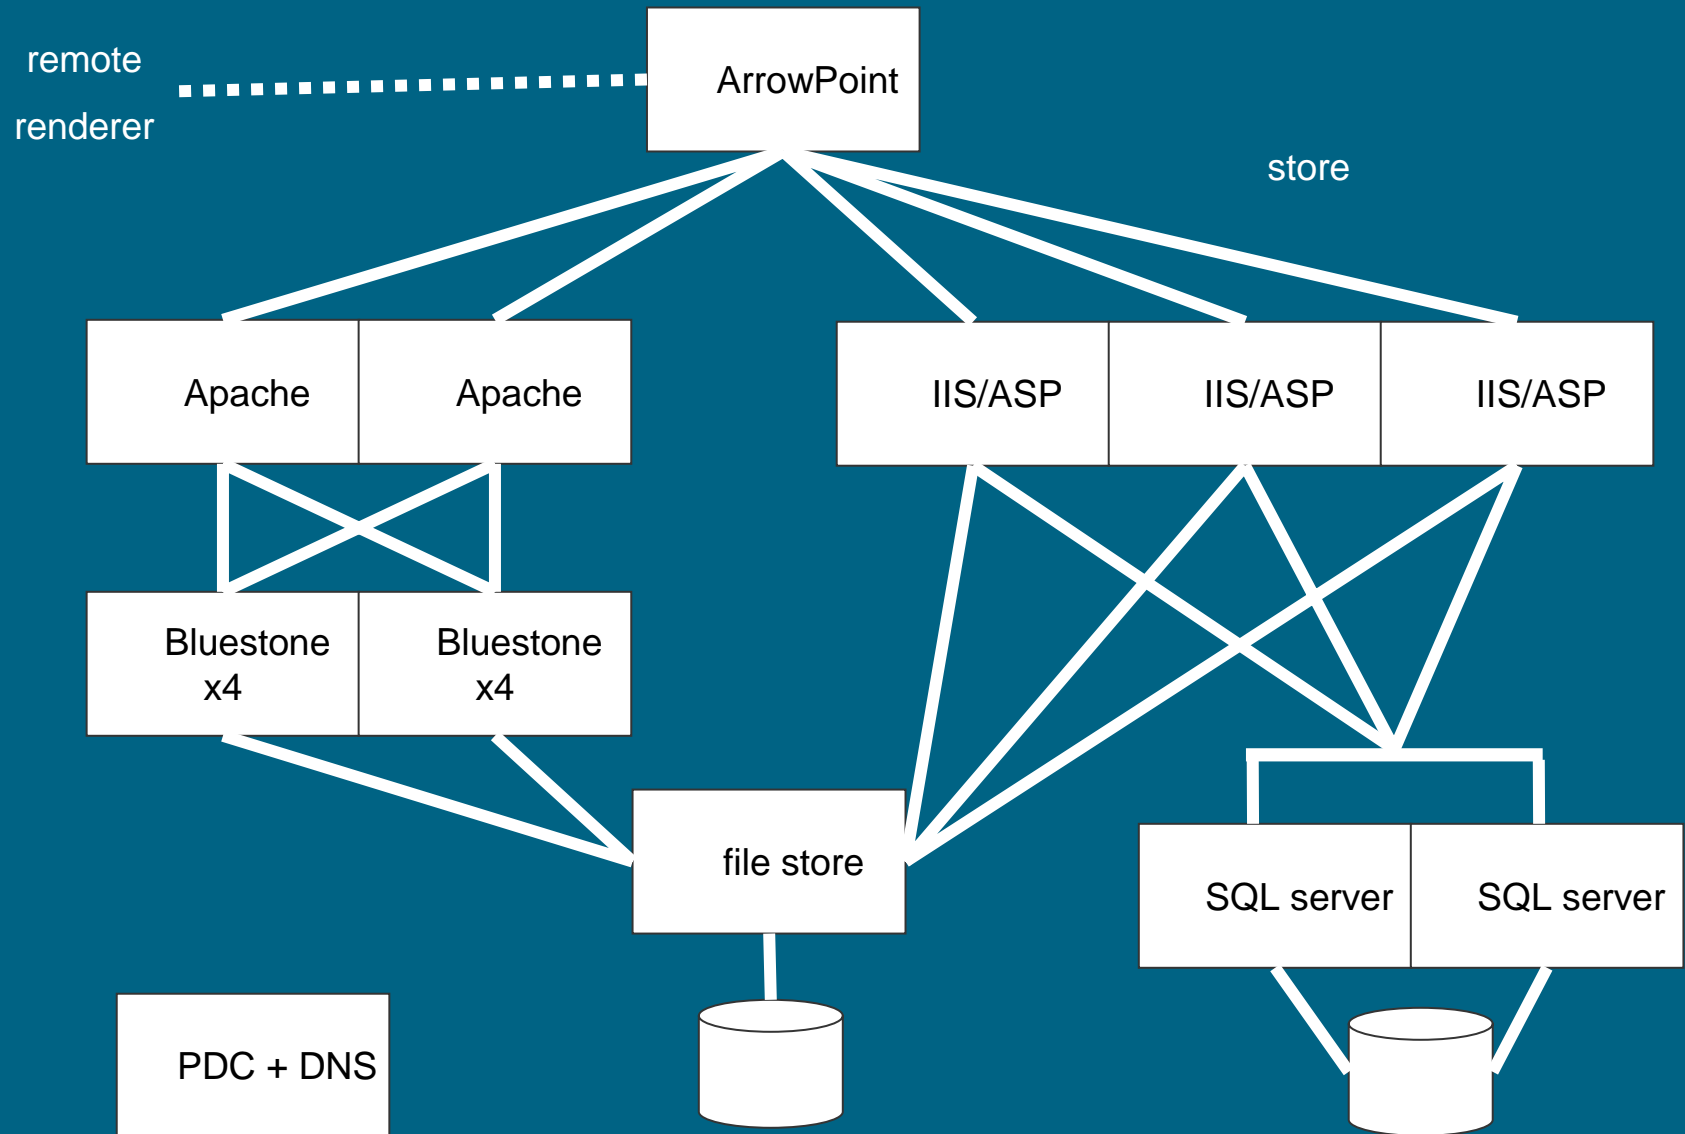 remote
renderer
ArrowPoint
store
Apache
Apache
IIS/ASP
IIS/ASP
IIS/ASP
Bluestone
x4
Bluestone
x4
file store
SQL server
SQL server
PDC + DNS